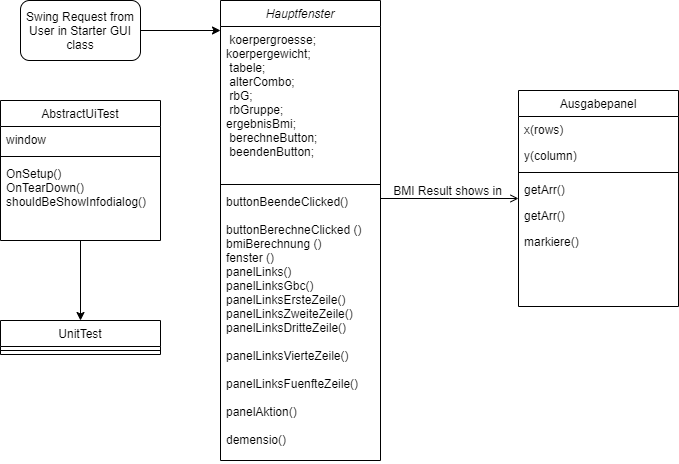 Swing Request from
User in Starter GUI
class
Hauptfenster
koerpergroesse;
koerpergewicht;
tabele;
alterCombo;
rbG;
rbGruppe;
ergebnisBmi;
berechneButton;
beendenButton;
buttonBeendeClicked()
buttonBerechneClicked ()
bmiBerechnung ()
fenster ()
panelLinks()
panelLinksGbc()
panelLinksErsteZeile()
panelLinksZweiteZeile()
panelLinksDritteZeile()
panelLinksVierteZeile()
panelLinksFuenfteZeile()
panelAktion()
demensio()
AbstractUiTest
window
OnSetup()
OnTearDown()
shouldBeShowInfodialog()
UnitTest
BMI Result shows in
Ausgabepanel
x(rows)
y(column)
getArr()
getArr()
markiere()